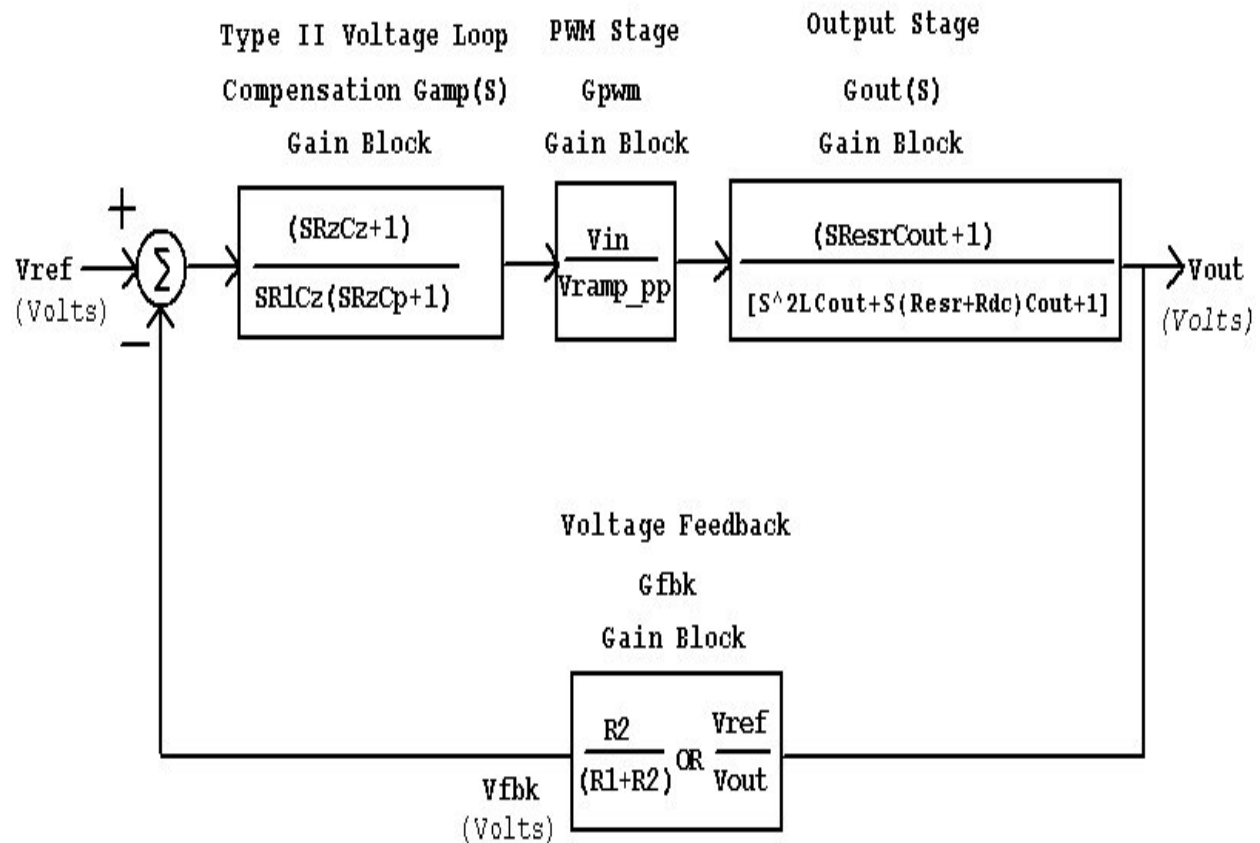 Type II Voltage Loop
Compensation Gamp(S)
Gain Block
PWM Stage
Gpwm
Gain Block
Output Stage
Gout(S)
Gain Block
+
Vref
(Volts)
Σ
−
(SRzCz+1)
SR1Cz(SRzCp+1)
Vin
Vramp_pp
(SResrCout+1)
[S^2LCout+S(Resr+Rdc)Cout+1]
Vout
(Volts)
Voltage Feedback
Gfbk
Gain Block
R2
(R1+R2)
OR
Vref
Vout
Vfbk
(Volts)